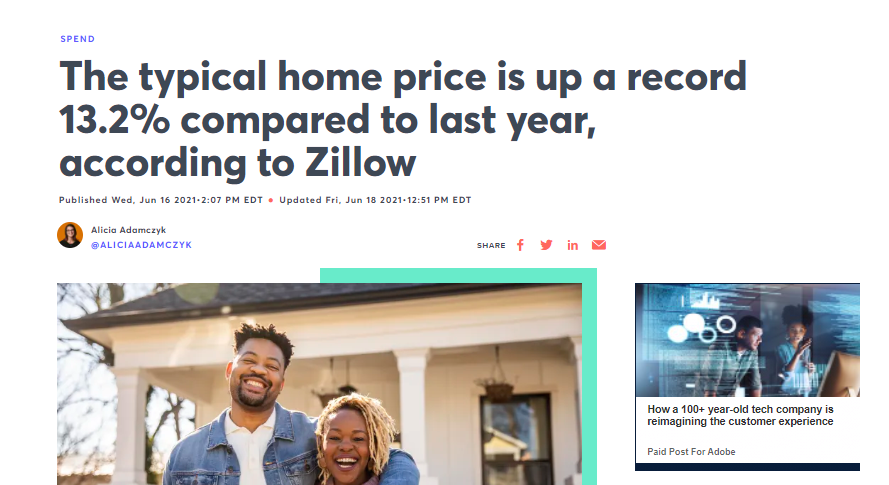 SPEND
The typical home price is up a record
13.2% compared to last year,
according to Zillow
Published Wed, Jun 16 2021•2:07 PM EDT • Updated Fri, Jun 18 2021•12:51 PM EDT
Alicia Adamczyk
@ALICIAADAMCZYK
SHARE
How a 100+ year-old tech company is
reimagining the customer experience
Paid Post For Adobe